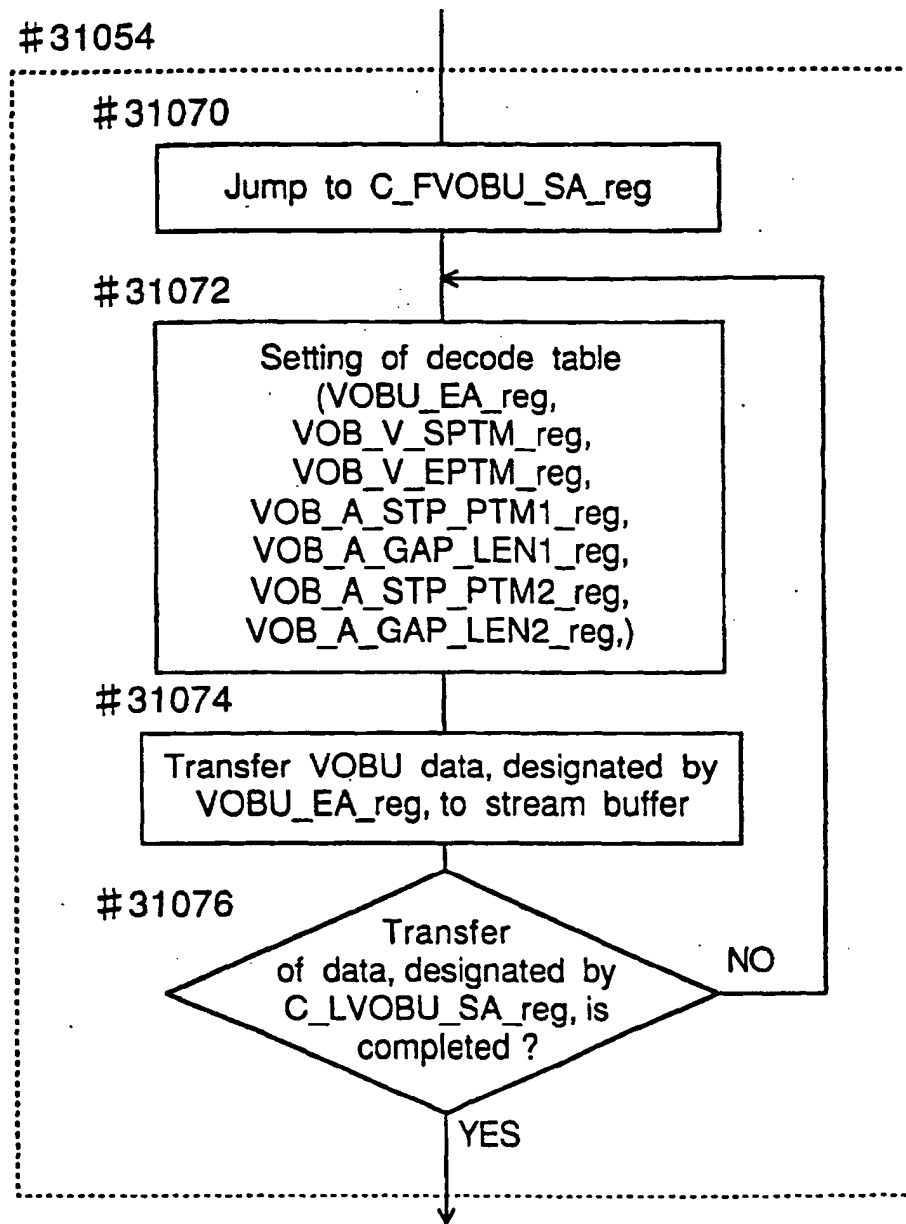 #31054
#31070
Jump to C_FVOBU_SA_reg
#31072
Setting of decode table
(VOBU_EA_reg,
VOB_V_SPTM_reg,
VOB_V_EPTM_reg,
VOB_A_STP_PTM1_reg,
VOB_A_GAP_LEN1_reg,
VOB_A_STP_PTM2_reg,
VOB_A_GAP_LEN2_reg,)
#31074
Transfer VOBU data, designated by
VOBU_EA_reg, to stream buffer
#31076
Transfer
of data, designated by
C_LVOBU_SA_reg, is
completed ?
NO
YES